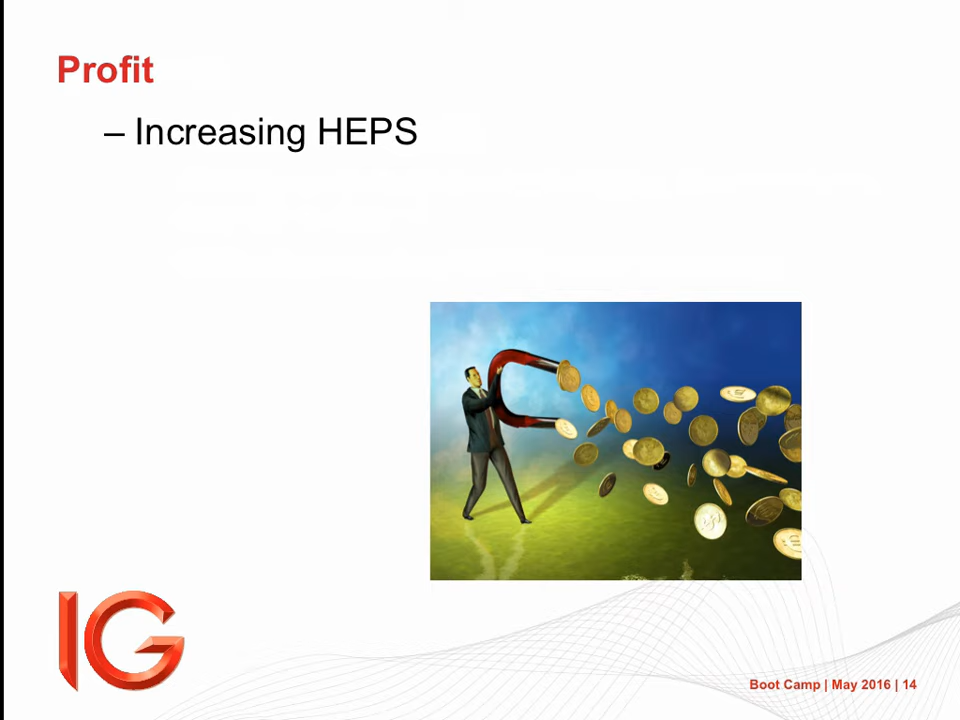 Profit
– Increasing HEPS
IG
Boot Camp | May 2016 | 14